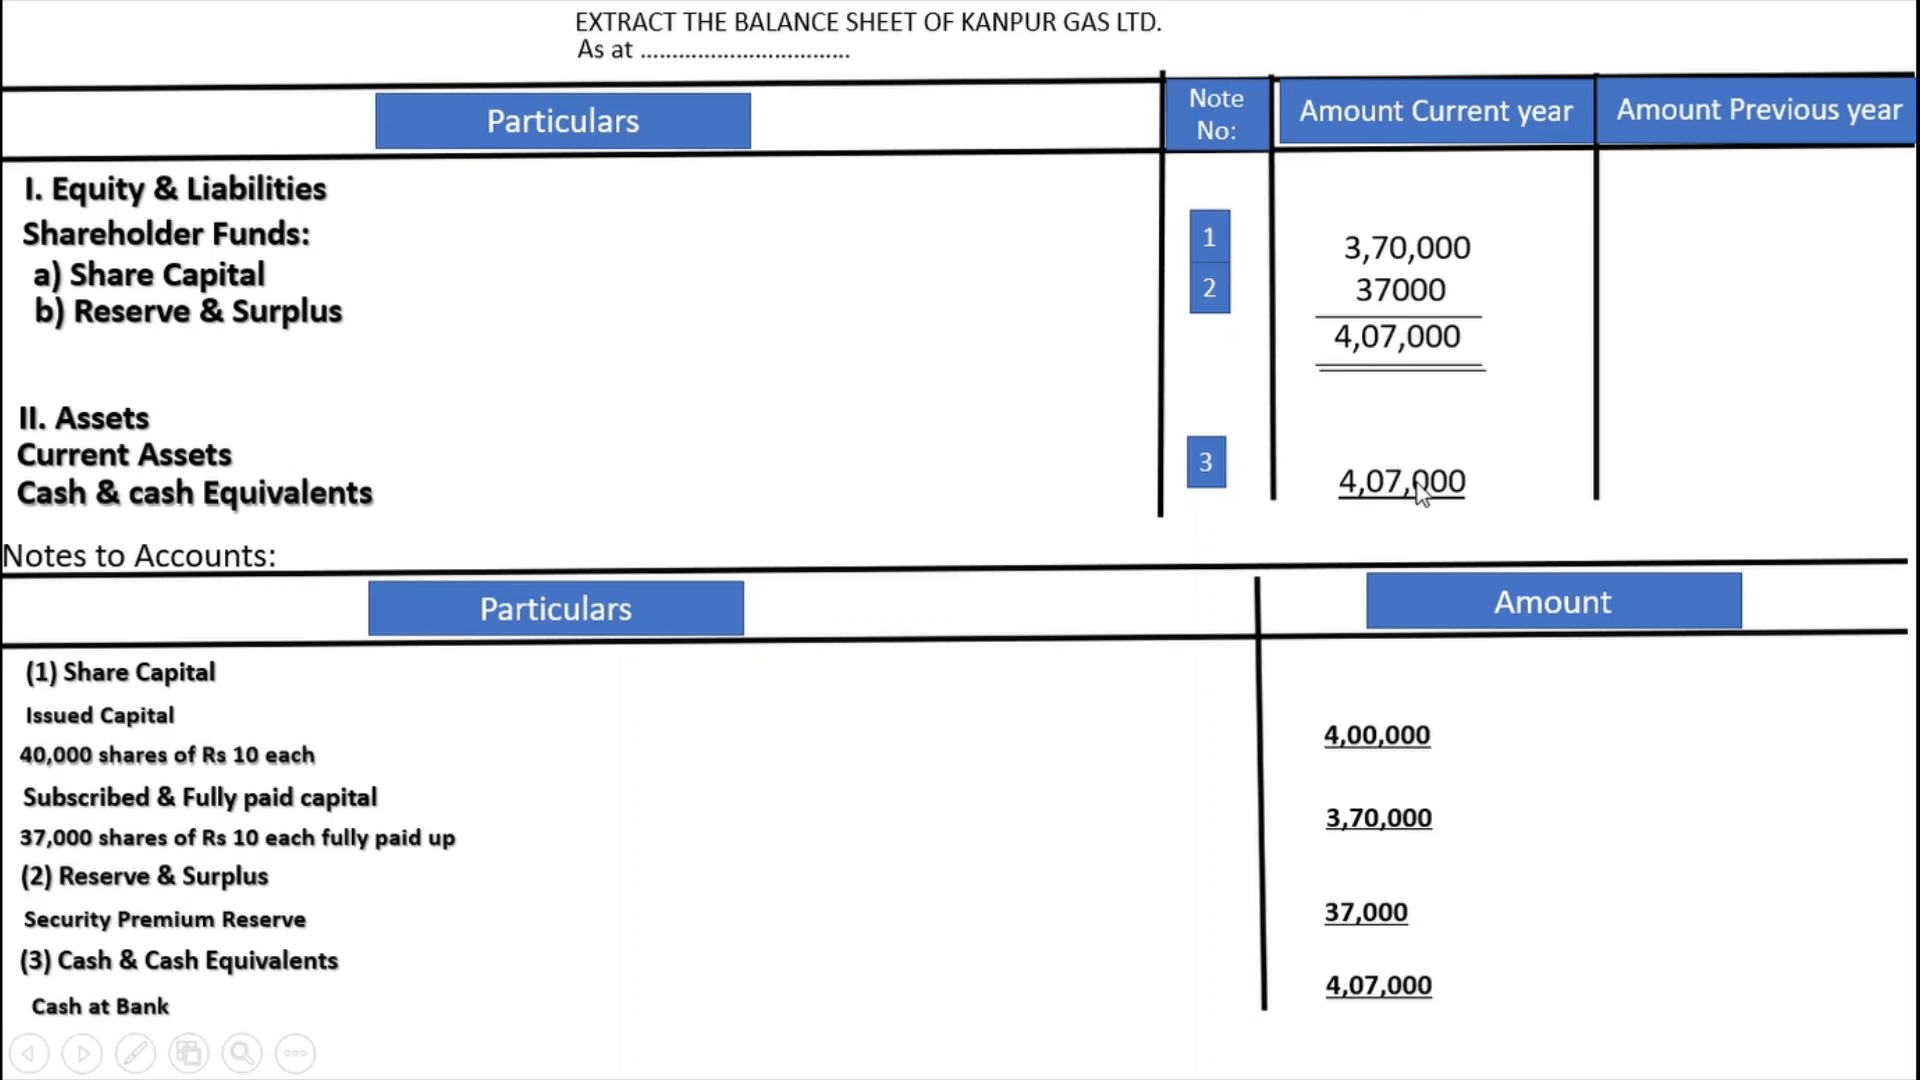 EXTRACT THE BALANCE SHEET OF KANPUR GAS LTD.
As at .................................
Particulars
Note No:
Amount Current year
Amount Previous year
I. Equity & Liabilities
Shareholder Funds:
1
3,70,000
a) Share Capital
2
37000
b) Reserve & Surplus
4,07,000
II. Assets
Current Assets
3
Cash & cash Equivalents
4,07,000
Notes to Accounts:
Particulars
Amount
(1) Share Capital
Issued Capital
4,00,000
40,000 shares of Rs 10 each
Subscribed & Fully paid capital
3,70,000
37,000 shares of Rs 10 each fully paid up
(2) Reserve & Surplus
Security Premium Reserve
37,000
(3) Cash & Cash Equivalents
4,07,000
Cash at Bank